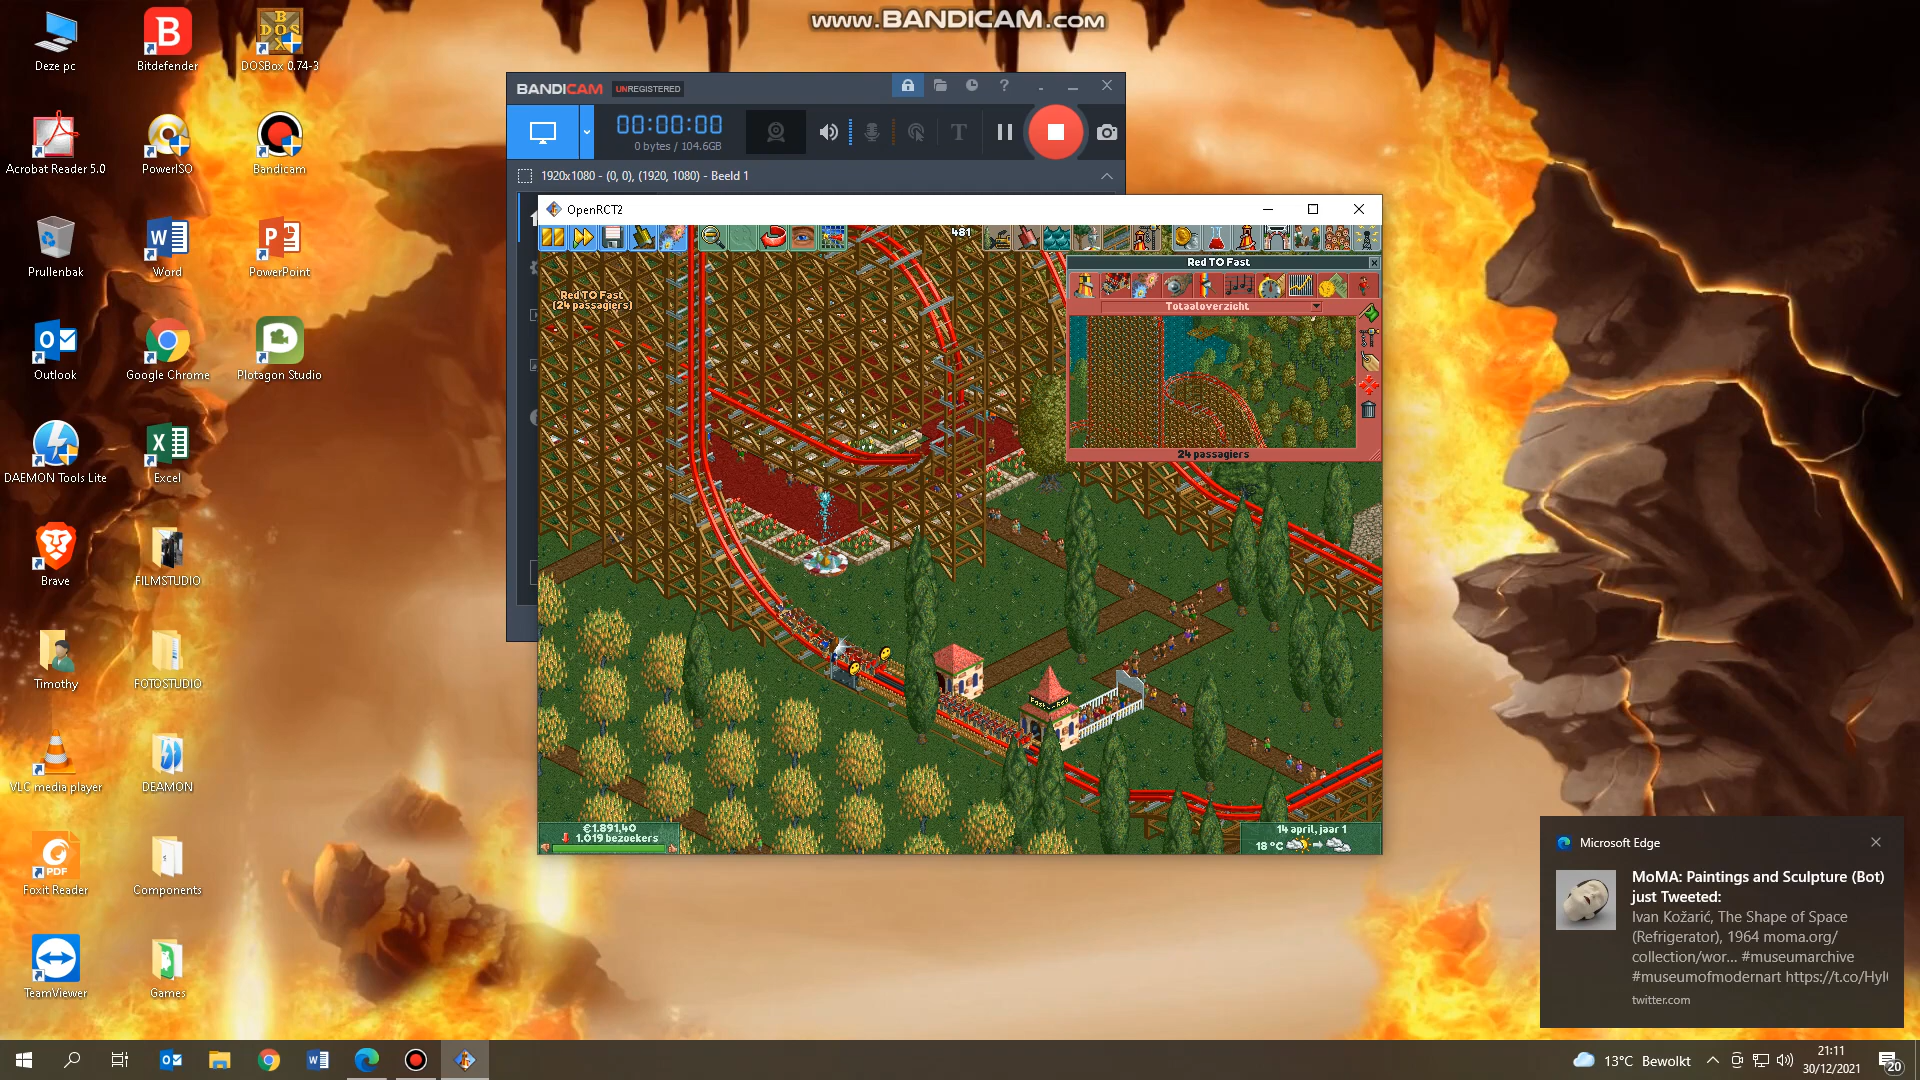 www.BANDICAM.com
Deze pc
Bitdefender
DOSBox 0.74-3
Acrobat Reader 5.0
PowerISO
Bandicam
Prullenbak
Word
PowerPoint
Outlook
Google Chrome
Plotagon Studio
DAEMON Tools Lite
Excel
Brave
FILMSTUDIO
Timothy
FOTOSTUDIO
VLC media player
DEAMON
Foxit Reader
Components
TeamViewer
Games
BANDICAM UNREGISTERED
00:00:00
0 bytes / 104.6GB
1920x1080 - (0, 0), (1920, 1080) - Beeld 1
OpenRCT2
481
Red TO Fast
(24 passagiers)
Red TO Fast
Totaaloverzicht
24 passagiers
€1.891,40
1.019 bezoekers
14 april, jaar 1
18 °C
Microsoft Edge
MoMA: Paintings and Sculpture (Bot)
just Tweeted:
Ivan Kožarić, The Shape of Space
(Refrigerator), 1964 moma.org/
collection/wor... #museumarchive
#museumofmodernart https://t.co/Hyl
twitter.com
13°C Bewolkt
21:11
30/12/2021
20